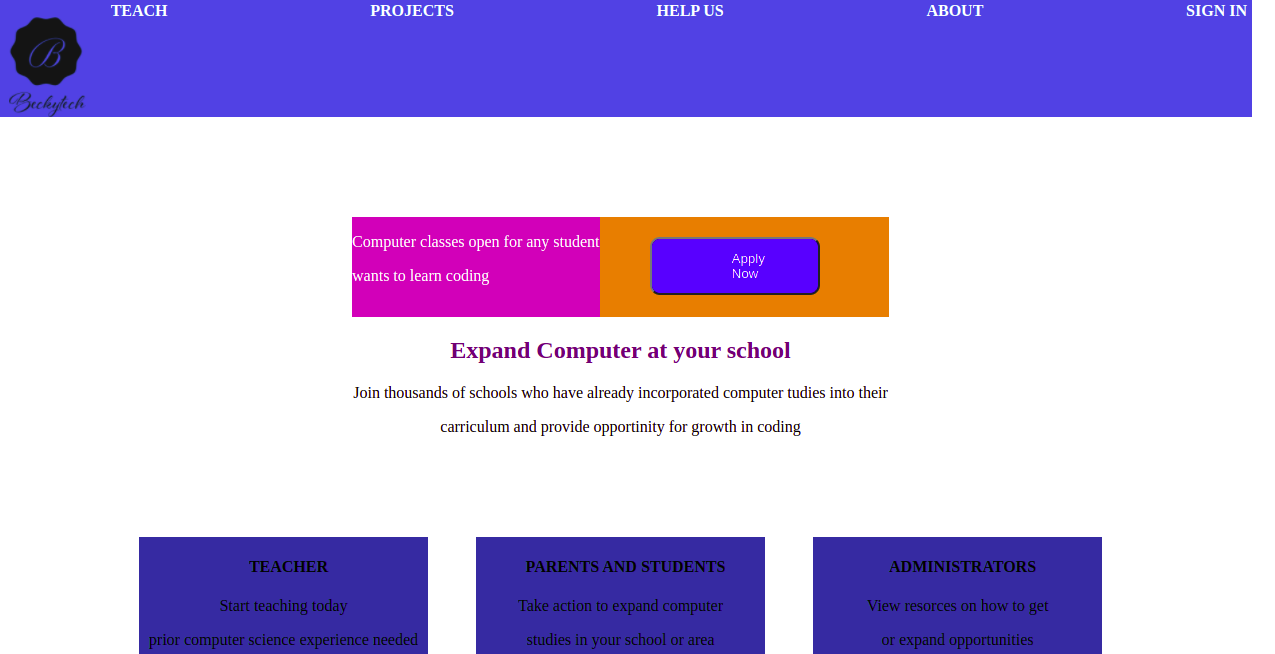 TEACH PROJECTS HELP US ABOUT SIGN IN
B
Bechytech
Computer classes open for any student
wants to learn coding
Apply
Now
Expand Computer at your school
Join thousands of schools who have already incorporated computer tudies into their
carriculum and provide opportinity for growth in coding
TEACHER
Start teaching today
prior computer science experience needed
PARENTS AND STUDENTS
Take action to expand computer
studies in your school or area
ADMINISTRATORS
View resorces on how to get
or expand opportunities